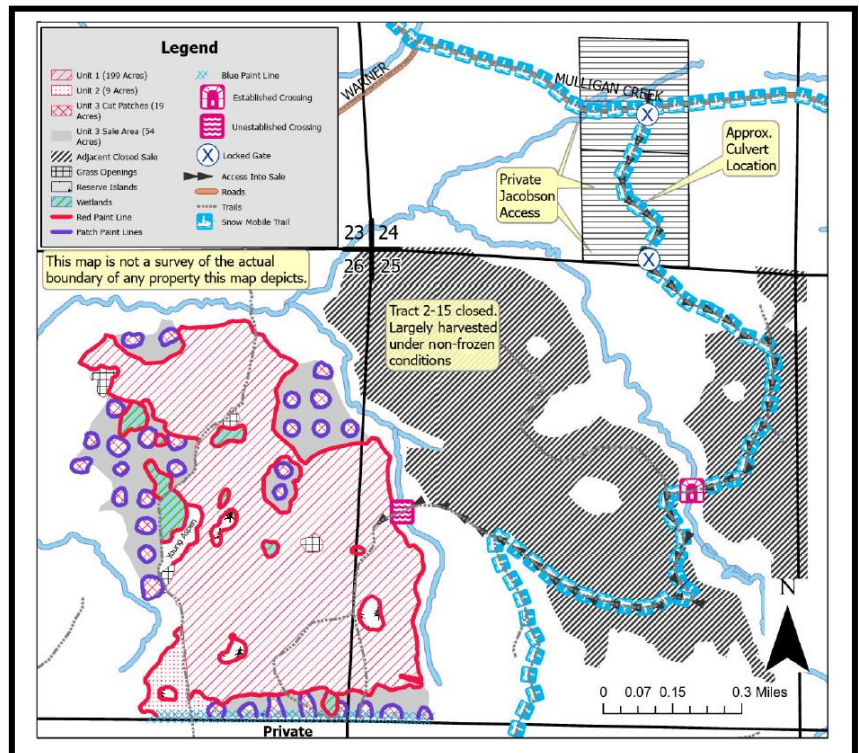 Legend
Unit 1 (199 Acres)
Unit 2 (9 Acres)
Unit 3 Cut Patches (19
Acres)
Unit 3 Sale Area (54
Acres)
Adjacent Closed Sale
Grass Openings
Reserve Islands
Wetlands
Red Paint Line
Patch Paint Lines
Blue Paint Line
Established Crossing
Unestablished Crossing
X
Locked Gate
Access Into Sale
Roads
Trails
Snow Mobile Trail
WARNER
MULLIGAN CREEK
X
Approx.
Culvert
Location
Private
Jacobson
Access
X
23
24
26
25
This map is not a survey of the actual
boundary of any property this map depicts.
Tract 2-15 closed.
Largely harvested
under non-frozen
conditions
Young Aspen
N
0 0.07 0.15 0.3 Miles
Private